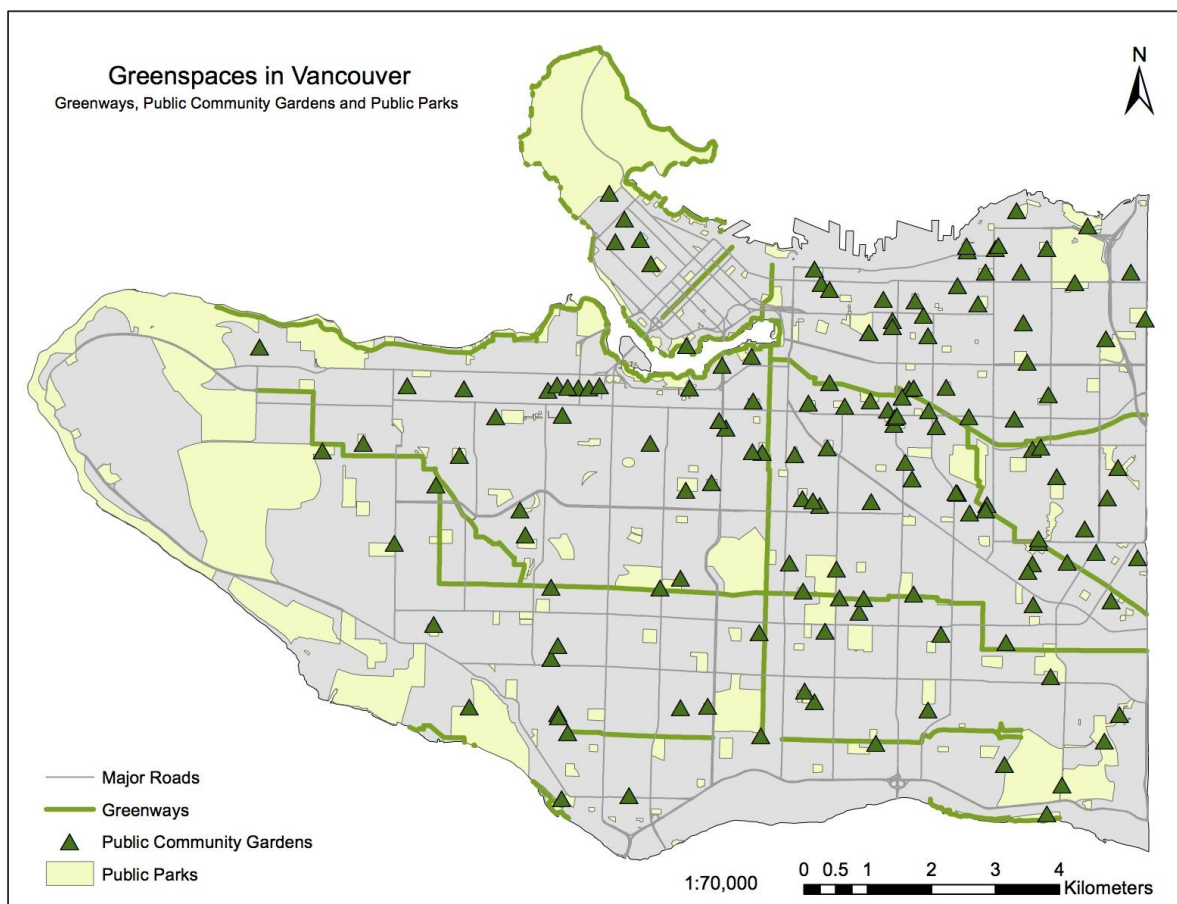 Greenspaces in Vancouver
Greenways, Public Community Gardens and Public Parks
N
Major Roads
Greenways
Public Community Gardens
Public Parks
1:70,000
0 0.5 1 2 3 4
Kilometers